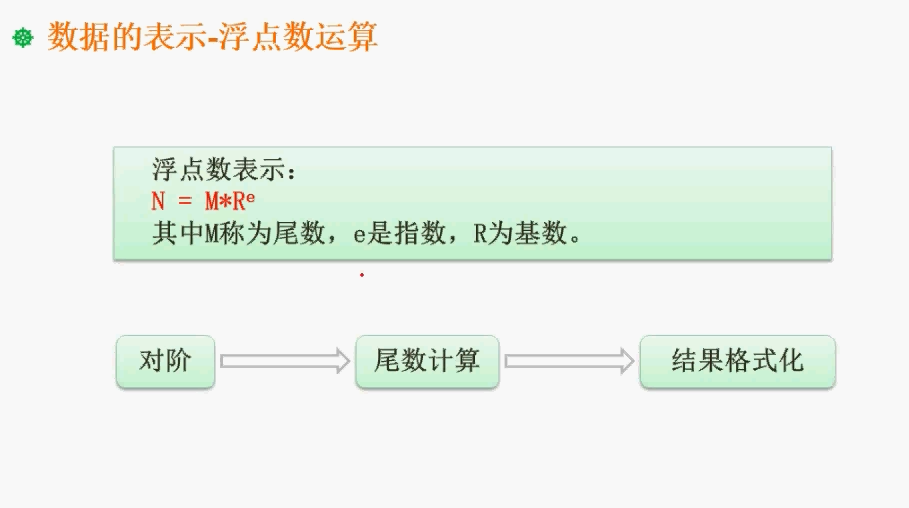 数据的表示-浮点数运算
浮点数表示：
N = M*Rᵉ
其中M称为尾数，e是指数，R为基数。
对阶
尾数计算
结果格式化